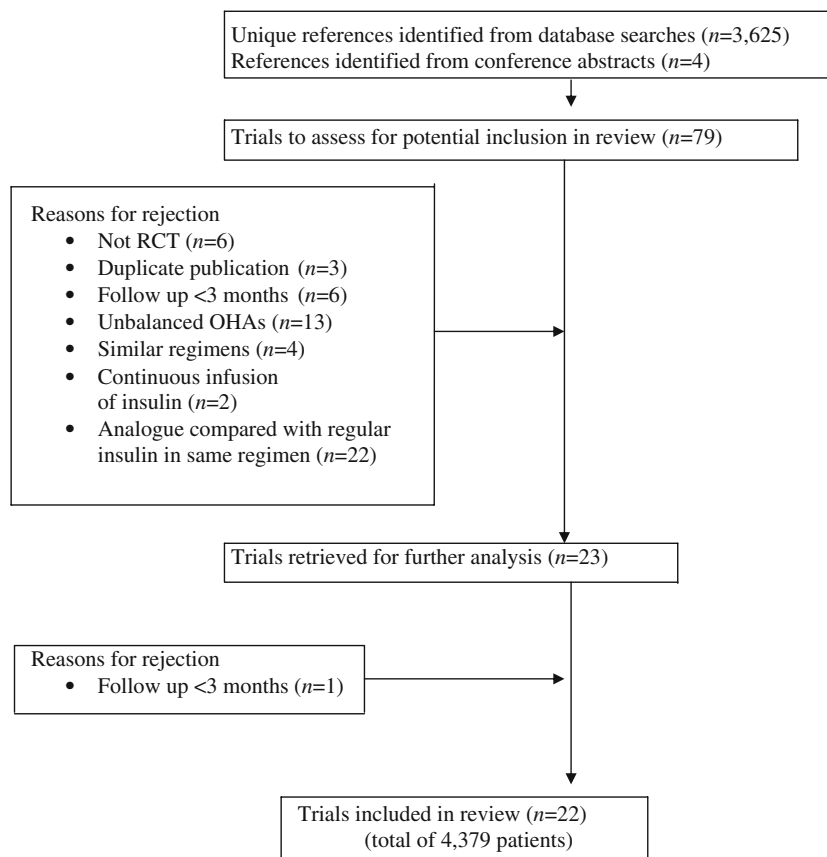 Unique references identified from database searches (n=3,625)
References identified from conference abstracts (n=4)
Trials to assess for potential inclusion in review (n=79)
Reasons for rejection
• Not RCT (n=6)
• Duplicate publication (n=3)
• Follow up <3 months (n=6)
• Unbalanced OHAs (n=13)
• Similar regimens (n=4)
• Continuous infusion
of insulin (n=2)
• Analogue compared with regular
insulin in same regimen (n=22)
Trials retrieved for further analysis (n=23)
Reasons for rejection
• Follow up <3 months (n=1)
Trials included in review (n=22)
(total of 4,379 patients)